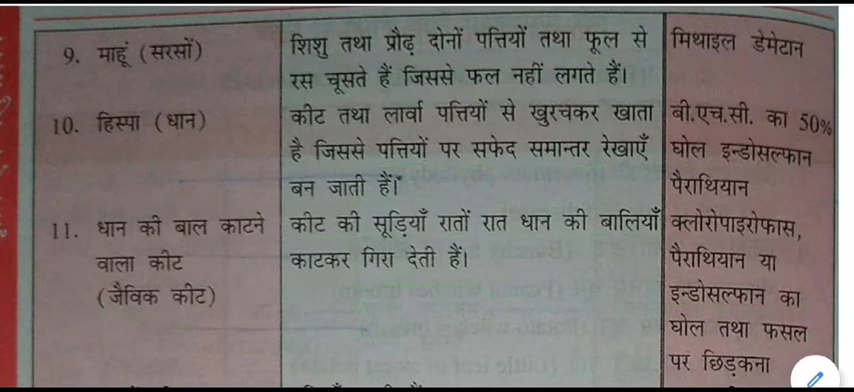 9. माहूं (सरसों) शिशु तथा प्रौढ़ दोनों पत्तियों तथा फूल से मिथाइल डेमेटान
रस चूसते हैं जिससे फल नहीं लगते हैं।
10. हिस्पा (धान) कीट तथा लार्वा पत्तियों से खुरचकर खाता बी.एच.सी. का 50%
है जिससे पत्तियों पर सफेद समान्तर रेखाएँ घोल इन्डोसल्फान
बन जाती हैं। पैराथियान
11. धान की बाल काटने कीट की सूड़ियाँ रातों रात धान की बालियाँ क्लोरोपाइरोफास,
वाला कीट काटकर गिरा देती हैं। पैराथियान या
(जैविक कीट) इन्डोसल्फान का
घोल तथा फसल
पर छिड़कना